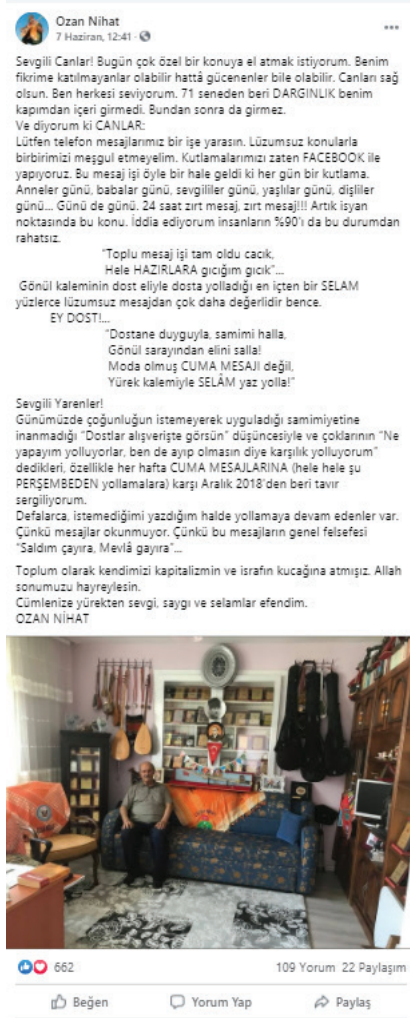 Ozan Nihat
7 Haziran, 12:41 ·
Sevgili Canlar! Bugün çok özel bir konuya el atmak istiyorum. Benim
fikrime katılmayanlar olabilir hattâ gücenenler bile olabilir. Canları sağ
olsun. Ben herkesi seviyorum. 71 seneden beri DARGINLIK benim
kapımdan içeri girmedi. Bundan sonra da girmez.
Ve diyorum ki CANLAR:
Lütfen telefon mesajlarımız bir işe yarasın. Lüzumsuz konularla
birbirimizi meşgul etmeyelim. Kutlamalarımızı zaten FACEBOOK ile
yapıyoruz. Bu mesaj işi öyle bir hale geldi ki her gün bir kutlama.
Anneler günü, babalar günü, sevgililer günü, yaşlılar günü, dişliler
günü... Günü de günü. 24 saat zırt mesaj, zırt mesaj!!! Artık isyan
noktasında bu konu. İddia ediyorum insanların %90'ı da bu durumdan
rahatsız.
"Toplu mesaj işi tam oldu cacık,
Hele HAZIRLARA gıcığım gıcık"...
Gönül kaleminin dost eliyle dosta yolladığı en içten bir SELAM
yüzlerce lüzumsuz mesajdan çok daha değerlidir bence.
EY DOST!...
"Dostane duyguyla, samimi halla,
Gönül sarayından elini salla!
Moda olmuş CUMA MESAJI değil,
Yürek kalemiyle SELÂM yaz yolla!"
Sevgili Yarenler!
Günümüzde çoğunluğun istemeyerek uyguladığı samimiyetine
inanmadığı "Dostlar alışverişte görsün" düşüncesiyle ve çoklarının "Ne
yapayım yolluyorlar, ben de ayıp olmasın diye karşılık yolluyorum"
dedikleri, özellikle her hafta CUMA MESAJLARINA (hele hele şu
PERŞEMBEDEN yollamalara) karşı Aralık 2018'den beri tavır
sergiliyorum.
Defalarca, istemediğimi yazdığım halde yollamaya devam edenler var.
Çünkü mesajlar okunmuyor. Çünkü bu mesajların genel felsefesi
"Saldım çayıra, Mevlâ gayıra"...
Toplum olarak kendimizi kapitalizmin ve israfın kucağına atmışız. Allah
sonumuzu hayreylesin.
Cümlenize yürekten sevgi, saygı ve selamlar efendim.
OZAN NİHAT
662
109 Yorum 22 Paylaşım
Beğen
Yorum Yap
Paylaş